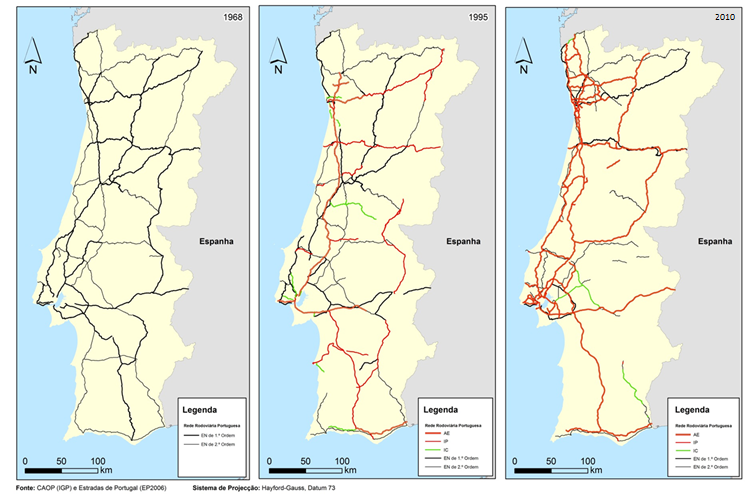 1968
N
Espanha
Legenda
Rede Rodoviária Portuguesa
EN de 1.ª Ordem
EN de 2.ª Ordem
0 50 100
km
1995
N
Espanha
Legenda
Rede Rodoviária Portuguesa
AE
IP
IC
EN de 1.ª Ordem
EN de 2.ª Ordem
0 50 100
km
2010
N
Espanha
Legenda
Rede Rodoviária Portuguesa
AE
IP
IC
EN de 1.ª Ordem
EN de 2.ª Ordem
0 50 100
km
Fonte: CAOP (IGP) e Estradas de Portugal (EP2006) Sistema de Projecção: Hayford-Gauss, Datum 73